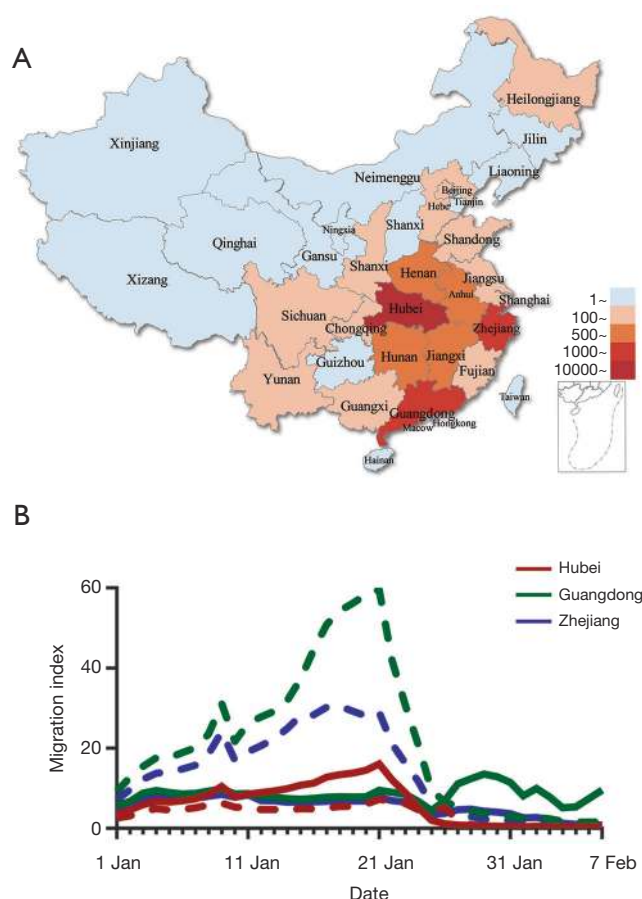 A
Heilongjiang
Jilin
Xinjiang
Liaoning
Neimenggu
Beijing
Tianjin
Hebe
Shanxi
Ningxia
Qinghai
Gansu
Shandong
Shanxi
Henan
Jiangsu
Xizang
Anhui
Shanghai
Hubei
Sichuan
Chongqing
Zhejiang
Hunan
Jiangxi
Guizhou
Fujian
Yunan
Guangxi
Guangdong
Taiwan
Macow
Hongkong
Hainan
1~
100~
500~
1000~
10000~
B
60
40
20
0
Migration index
Hubei
Guangdong
Zhejiang
1 Jan
11 Jan
21 Jan
31 Jan
7 Feb
Date